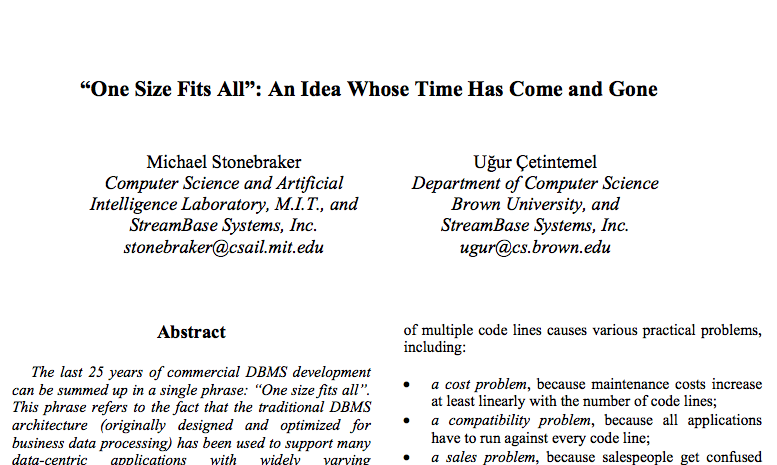 “One Size Fits All”: An Idea Whose Time Has Come and Gone
Michael Stonebraker
Computer Science and Artificial
Intelligence Laboratory, M.I.T., and
StreamBase Systems, Inc.
stonebraker@csail.mit.edu
Uğur Çetintemel
Department of Computer Science
Brown University, and
StreamBase Systems, Inc.
ugur@cs.brown.edu
Abstract
The last 25 years of commercial DBMS development
can be summed up in a single phrase: “One size fits all”.
This phrase refers to the fact that the traditional DBMS
architecture (originally designed and optimized for
business data processing) has been used to support many
data-centric applications with widely varying
of multiple code lines causes various practical problems,
including:
• a cost problem, because maintenance costs increase
at least linearly with the number of code lines;
• a compatibility problem, because all applications
have to run against every code line;
• a sales problem, because salespeople get confused